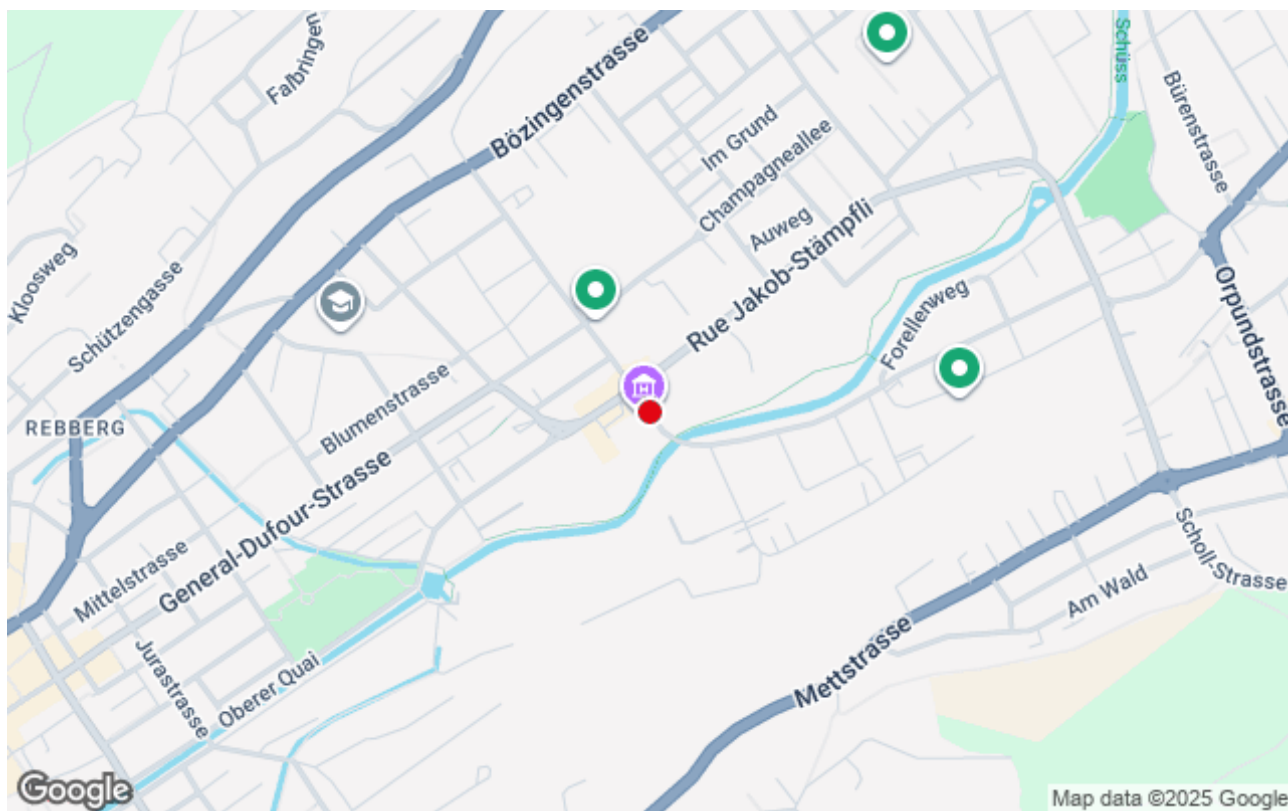 Falbringen
Bözingenstrasse
Schüss
Bürenstrasse
Im Grund
Champagneallee
Auweg
Kloosweg
Schützengasse
Rue Jakob-Stämpfli
Forellenweg
Orpundstrasse
REBBERG
Blumenstrasse
General-Dufour-Strasse
Mittelstrasse
Jurastrasse
Oberer Quai
Mettstrasse
Am Wald
Scholl-Strasse
Google
Map data ©2025 Google